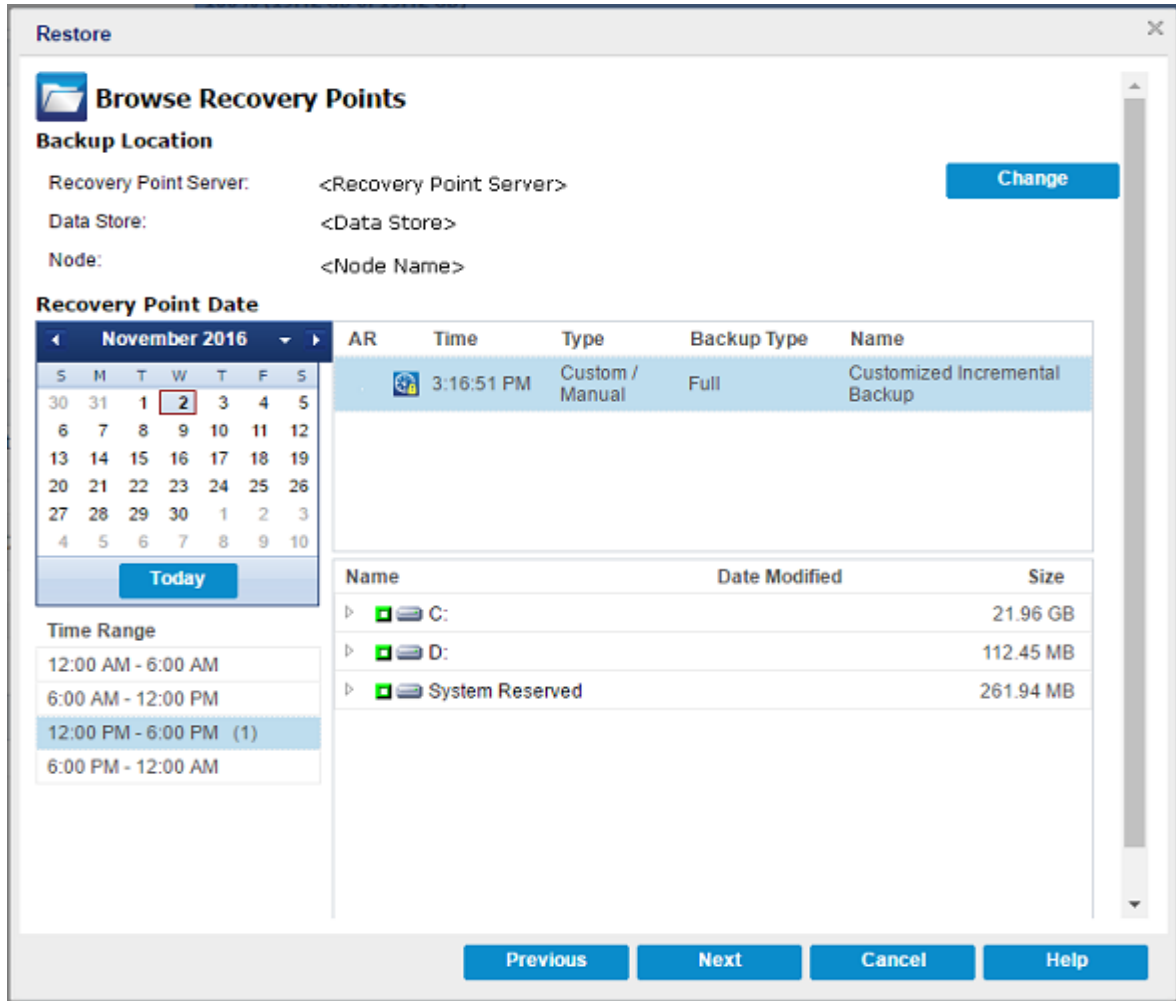 Restore
Browse Recovery Points
Backup Location
Recovery Point Server: <Recovery Point Server>
Change
Data Store: <Data Store>
Node: <Node Name>
Recovery Point Date
November 2016
S M T W T F S
30 31 1 2 3 4 5
6 7 8 9 10 11 12
13 14 15 16 17 18 19
20 21 22 23 24 25 26
27 28 29 30 1 2 3
4 5 6 7 8 9 10
Today
AR Time Type Backup Type Name
3:16:51 PM Custom / Manual Full Customized Incremental Backup
Time Range
12:00 AM - 6:00 AM
6:00 AM - 12:00 PM
12:00 PM - 6:00 PM (1)
6:00 PM - 12:00 AM
Name Date Modified Size
C: 21.96 GB
D: 112.45 MB
System Reserved 261.94 MB
Previous Next Cancel Help